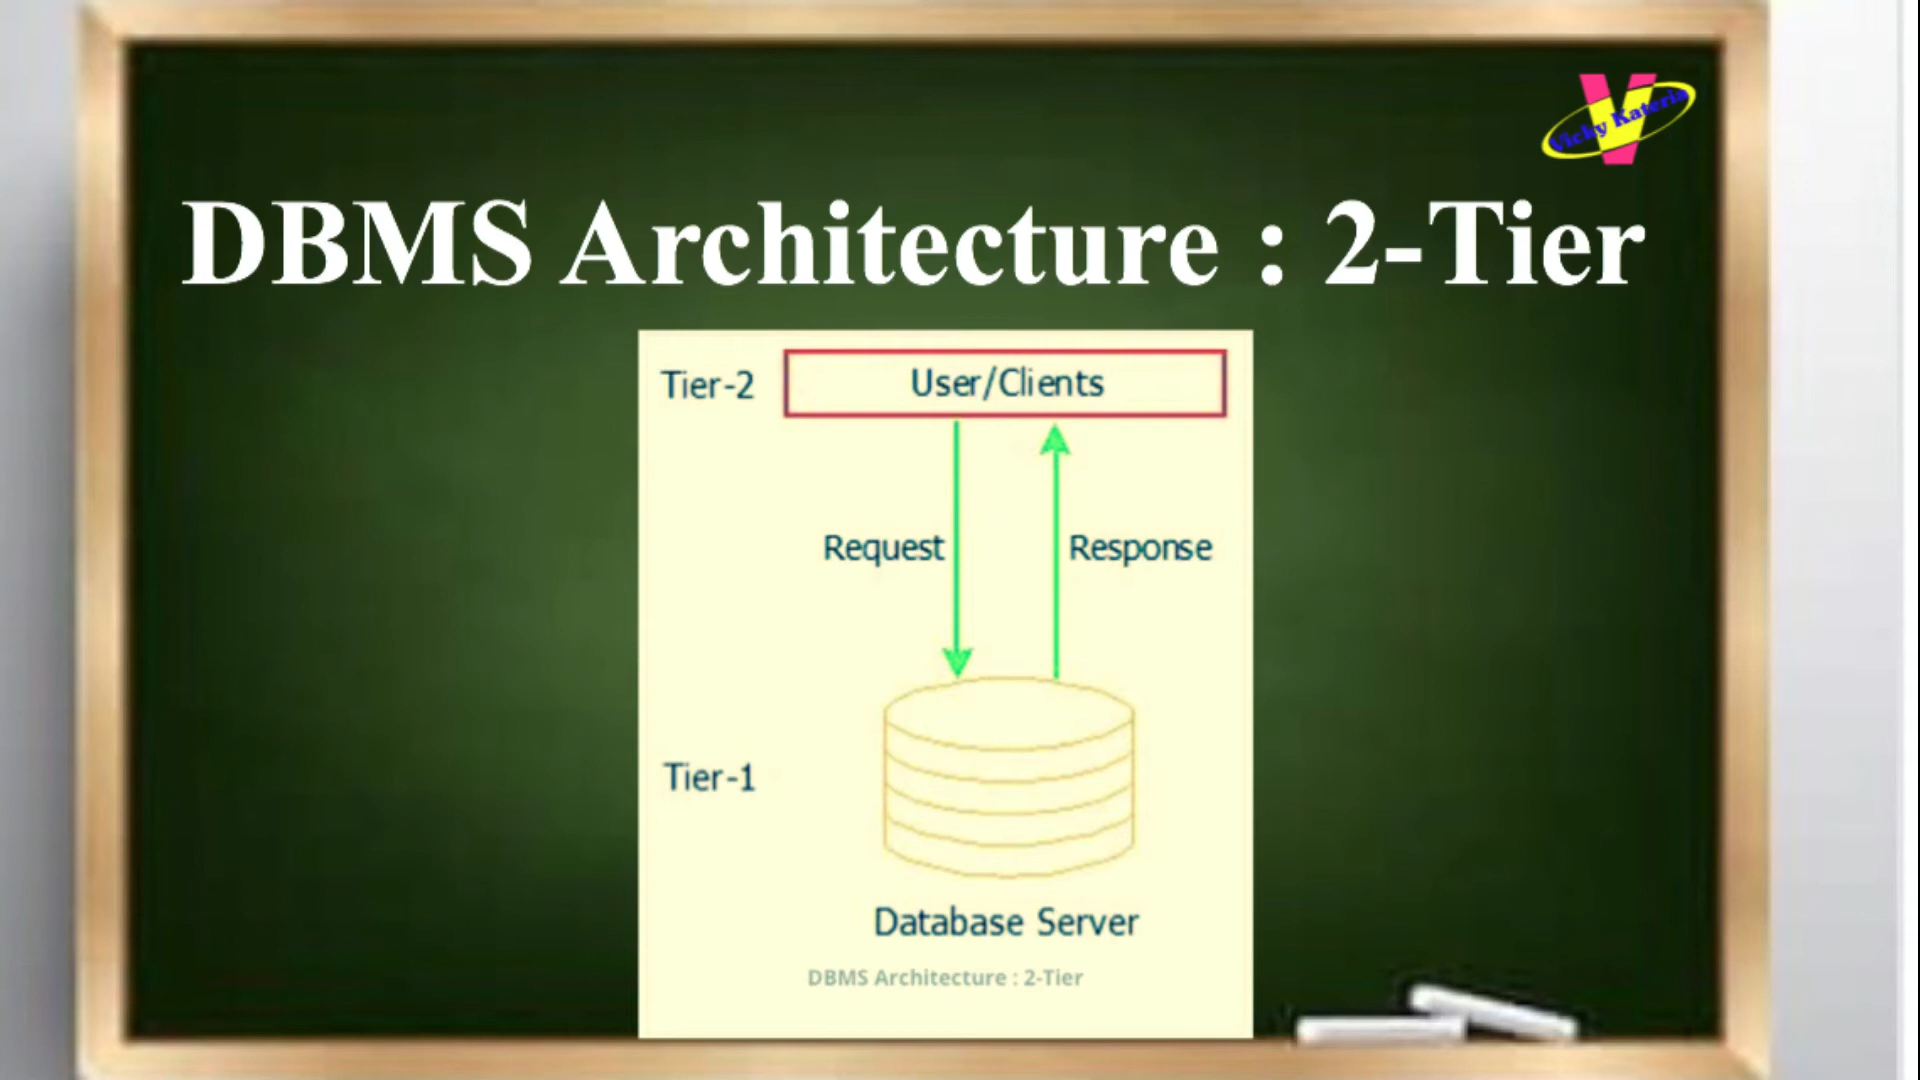 Vicky Kateria
DBMS Architecture : 2-Tier
Tier-2
User/Clients
Request
Response
Tier-1
Database Server
DBMS Architecture : 2-Tier